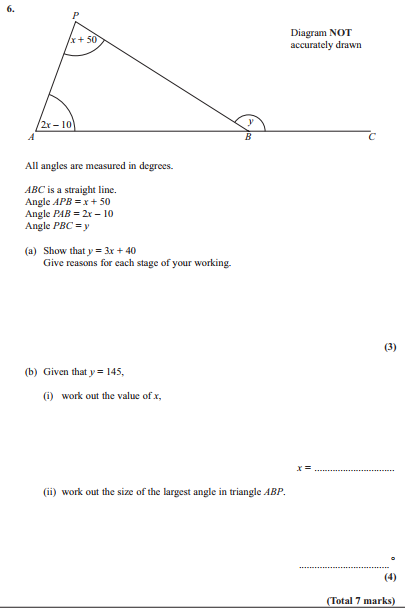 6.
P
x + 50
Diagram NOT
accurately drawn
2x – 10
y
A
B
C
All angles are measured in degrees.
ABC is a straight line.
Angle APB = x + 50
Angle PAB = 2x – 10
Angle PBC = y
(a) Show that y = 3x + 40
Give reasons for each stage of your working.
(3)
(b) Given that y = 145,
(i) work out the value of x,
x = ..............................
(ii) work out the size of the largest angle in triangle ABP.
.................................°
(4)
(Total 7 marks)